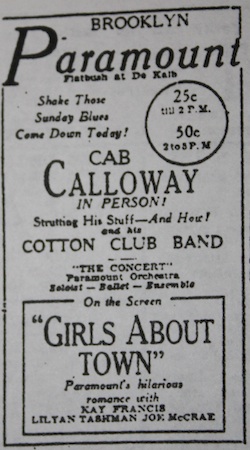 BROOKLYN
Paramount
Flatbush at De Kalb
Shake Those
Sunday Blues
Come Down Today!
25c
till 2 P.M.
50c
2 to 5 P.M
CAB
CALLOWAY
IN PERSON!
Strutting His Stuff—And How!
and his
COTTON CLUB BAND
"THE CONCERT"
Paramount Orchestra
Soloist — Ballet — Ensemble
On the Screen
"GIRLS ABOUT
TOWN"
Paramount's hilarious
romance with
KAY FRANCIS
LILYAN TASHMAN JOE McCRAE